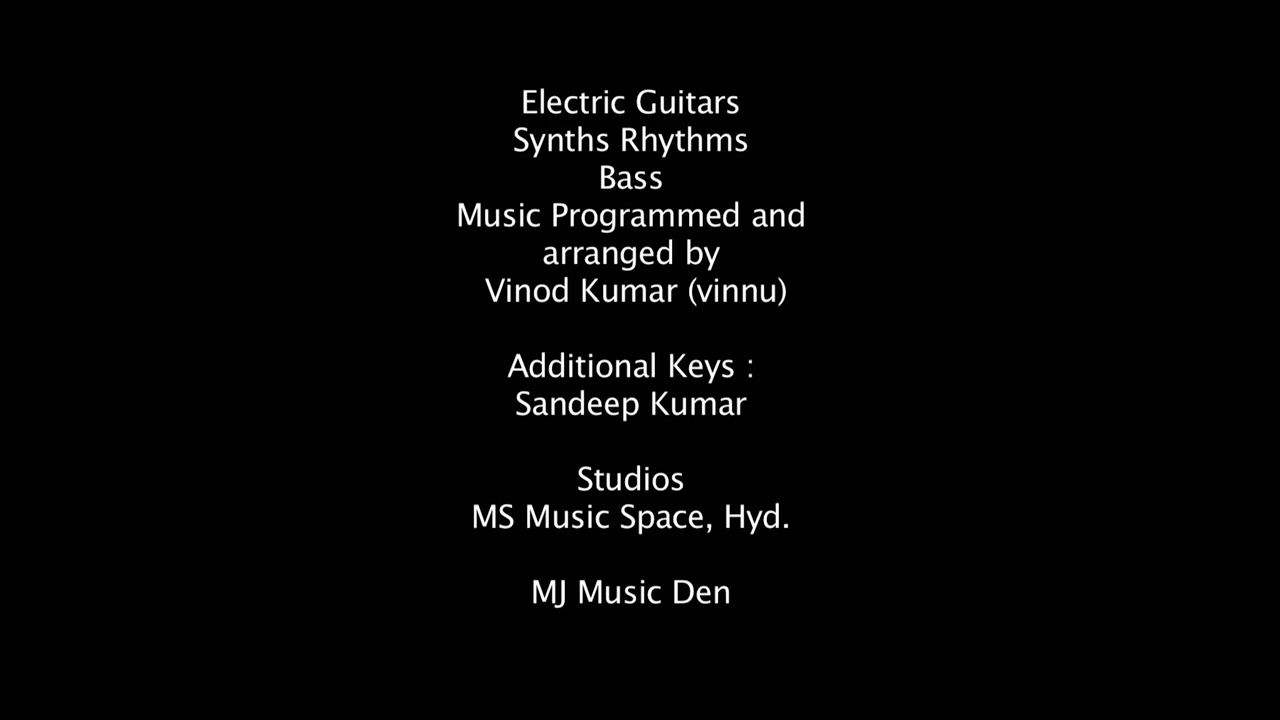 Electric Guitars
Synths Rhythms
Bass
Music Programmed and
arranged by
Vinod Kumar (vinnu)
Additional Keys :
Sandeep Kumar
Studios
MS Music Space, Hyd.
MJ Music Den